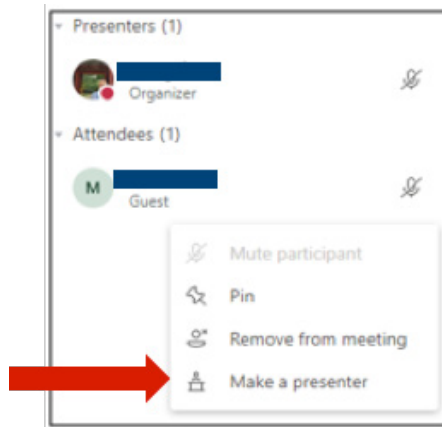 Presenters (1)
Organizer
Attendees (1)
M
Guest
Mute participant
Pin
Remove from meeting
Make a presenter